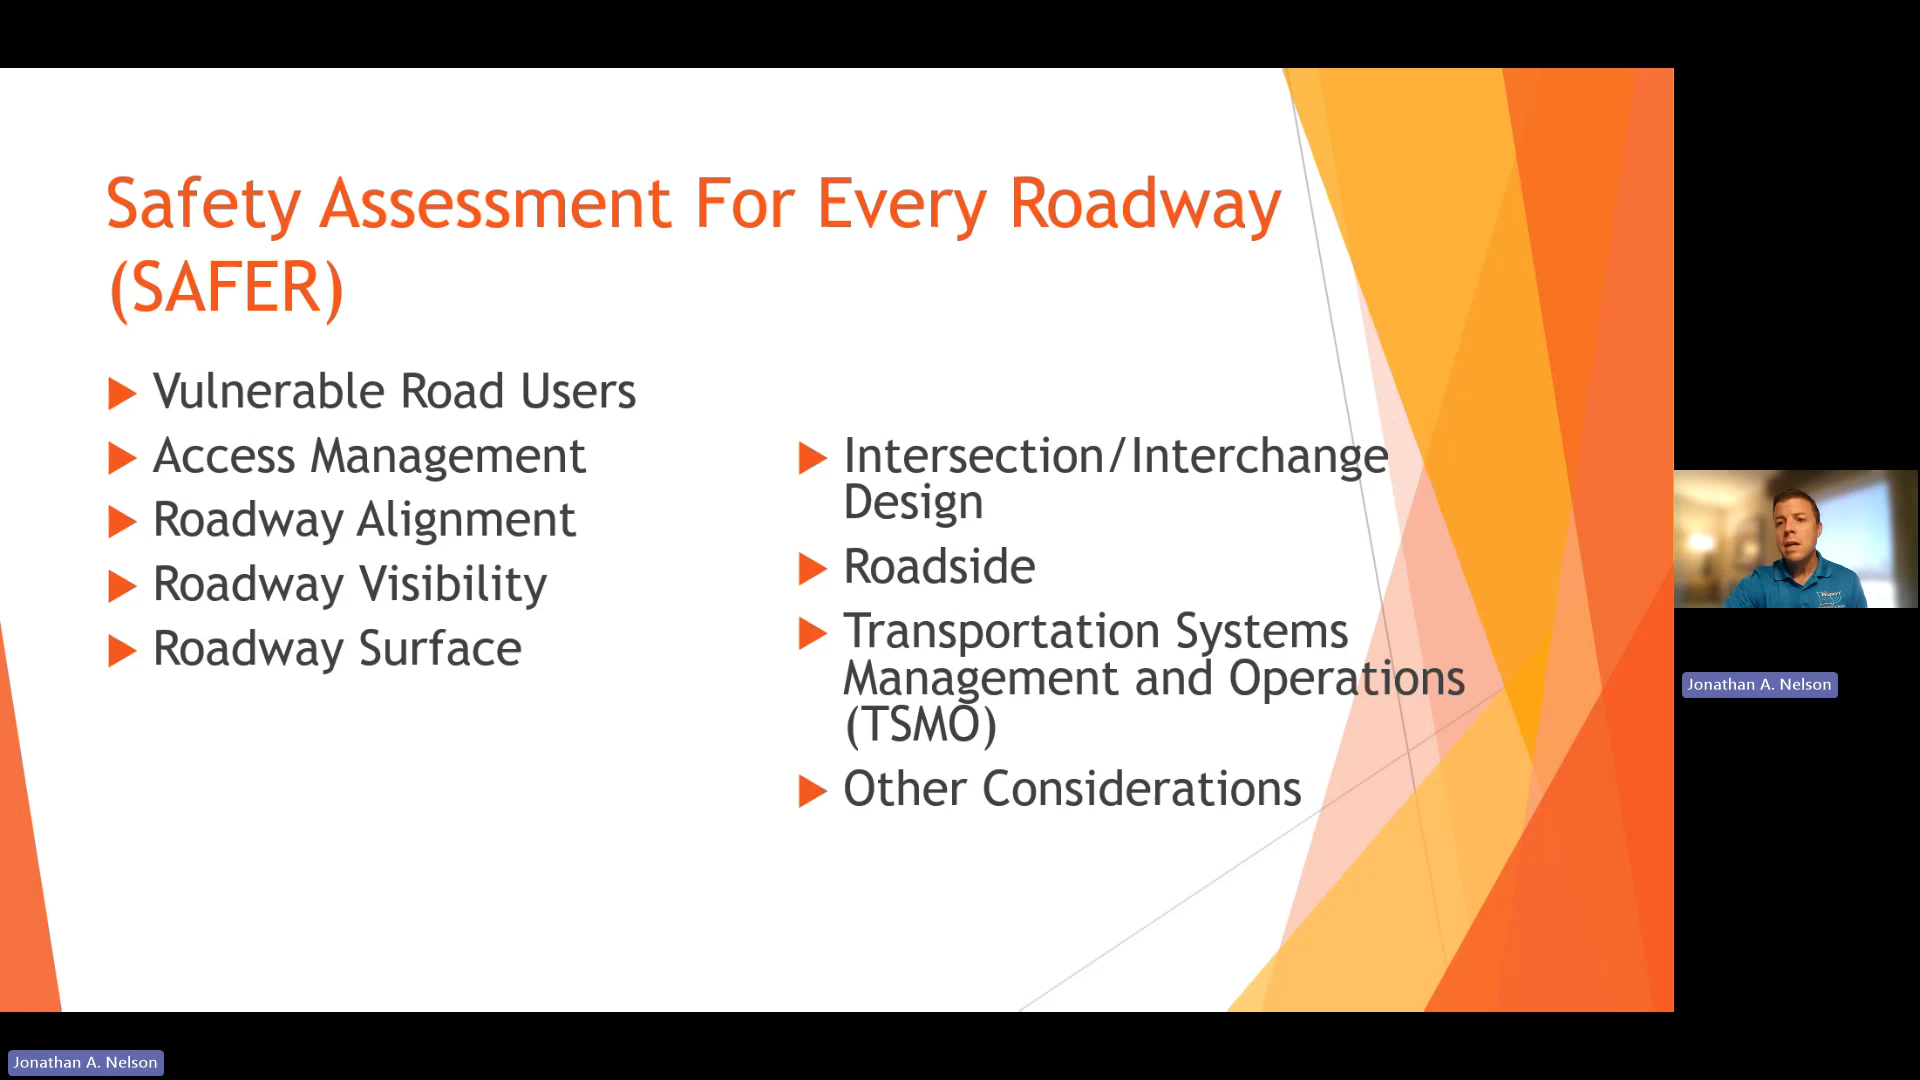 Safety Assessment For Every Roadway
(SAFER)
Vulnerable Road Users
Access Management
Roadway Alignment
Roadway Visibility
Roadway Surface
Intersection/Interchange
Design
Roadside
Transportation Systems
Management and Operations
(TSMO)
Other Considerations
Jonathan A. Nelson
Jonathan A. Nelson